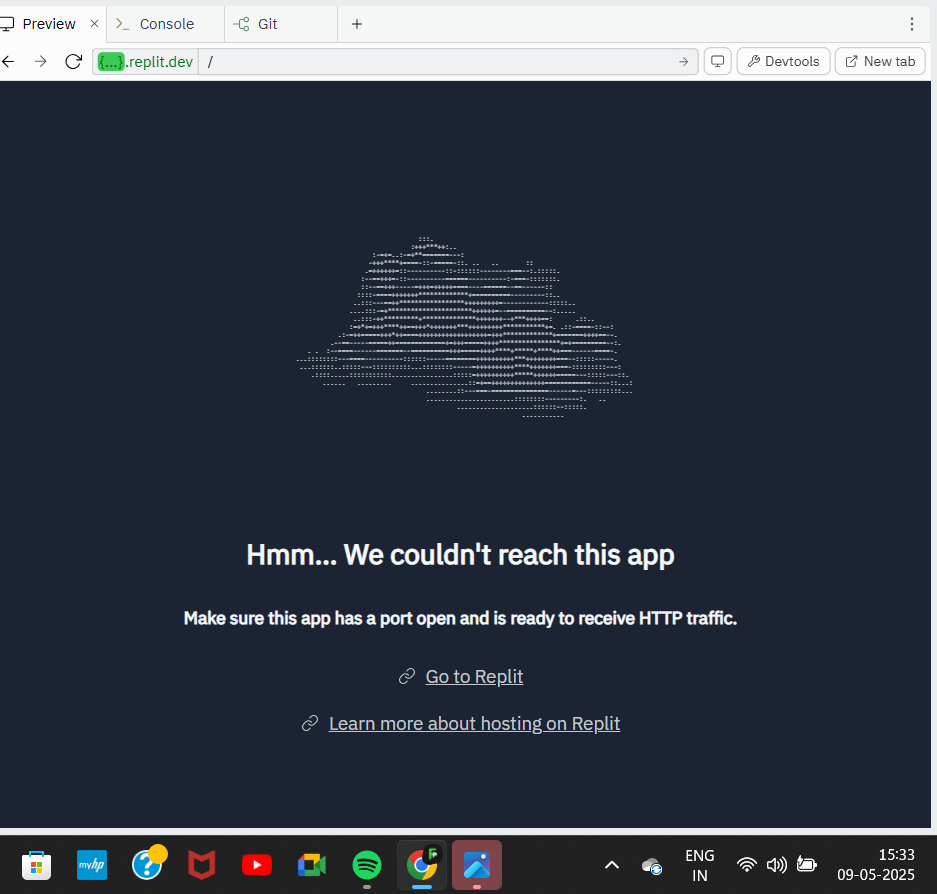 Preview
Console
Git
{...}.replit.dev
/
Devtools
New tab
Hmm... We couldn't reach this app
Make sure this app has a port open and is ready to receive HTTP traffic.
Go to Replit
Learn more about hosting on Replit
myhp
ENG
IN
15:33
09-05-2025